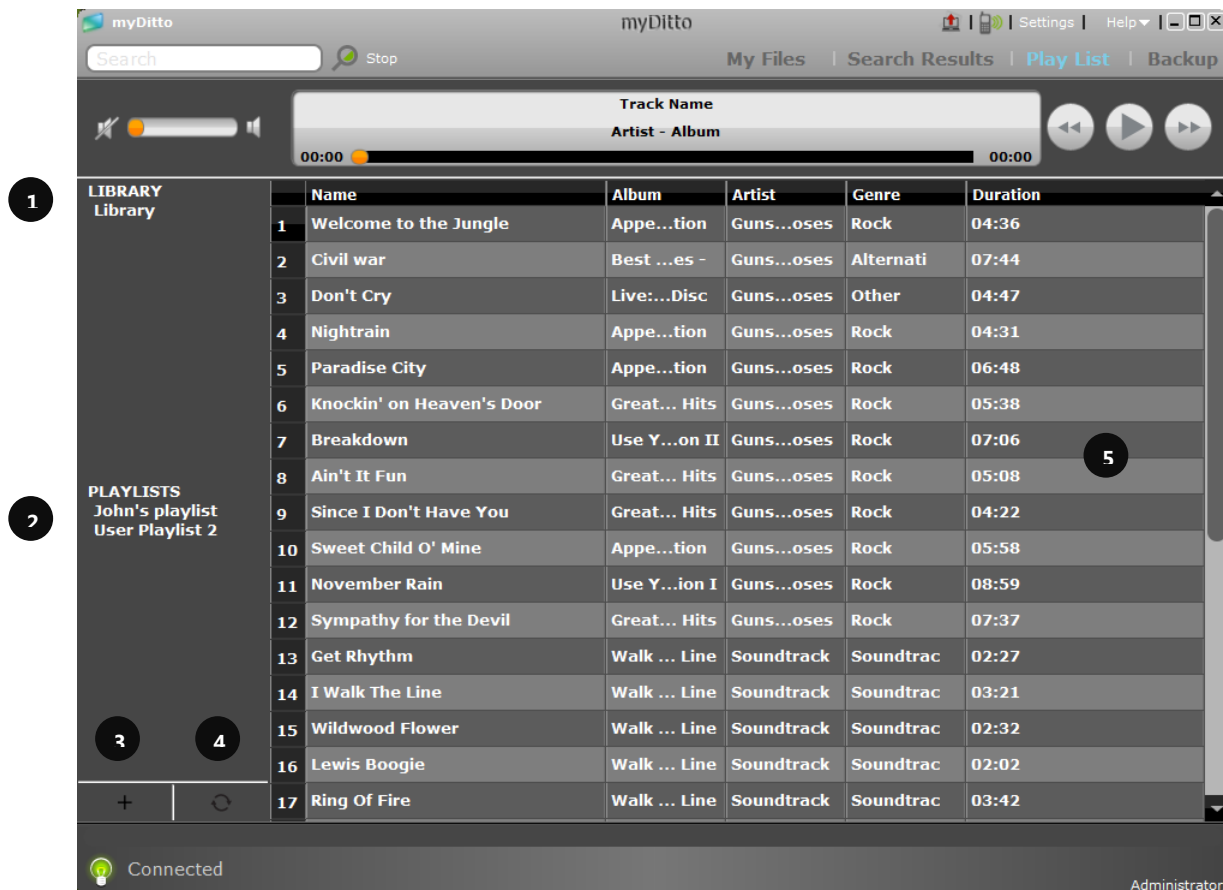 myDitto myDitto Settings | Help
Search Stop My Files | Search Results | Play List | Backup
Track Name
Artist - Album
00:00 00:00
1 LIBRARY
Library
Name Album Artist Genre Duration
1 Welcome to the Jungle Appe...tion Guns...oses Rock 04:36
2 Civil war Best ...es - Guns...oses Alternati 07:44
3 Don't Cry Live:...Disc Guns...oses Other 04:47
4 Nightrain Appe...tion Guns...oses Rock 04:31
5 Paradise City Appe...tion Guns...oses Rock 06:48
6 Knockin' on Heaven's Door Great... Hits Guns...oses Rock 05:38
7 Breakdown Use Y...on II Guns...oses Rock 07:06
5
8 Ain't It Fun Great... Hits Guns...oses Rock 05:08
2 PLAYLISTS
John's playlist
User Playlist 2
9 Since I Don't Have You Great... Hits Guns...oses Rock 04:22
10 Sweet Child O' Mine Appe...tion Guns...oses Rock 05:58
11 November Rain Use Y...ion I Guns...oses Rock 08:59
12 Sympathy for the Devil Great... Hits Guns...oses Rock 07:37
13 Get Rhythm Walk ... Line Soundtrack Soundtrac 02:27
14 I Walk The Line Walk ... Line Soundtrack Soundtrac 03:21
15 Wildwood Flower Walk ... Line Soundtrack Soundtrac 02:32
3 4
16 Lewis Boogie Walk ... Line Soundtrack Soundtrac 02:02
17 Ring Of Fire Walk ... Line Soundtrack Soundtrac 03:42
+
Connected
Administrator